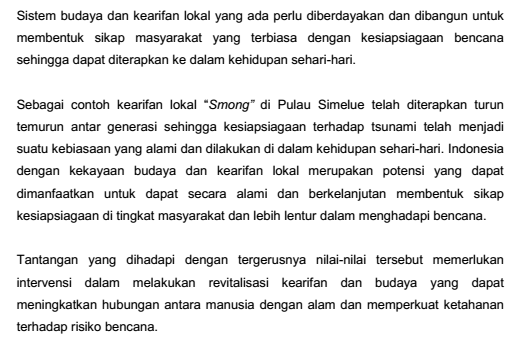 Sistem budaya dan kearifan lokal yang ada perlu diberdayakan dan dibangun untuk
membentuk sikap masyarakat yang terbiasa dengan kesiapsiagaan bencana
sehingga dapat diterapkan ke dalam kehidupan sehari-hari.
Sebagai contoh kearifan lokal “Smong” di Pulau Simelue telah diterapkan turun
temurun antar generasi sehingga kesiapsiagaan terhadap tsunami telah menjadi
suatu kebiasaan yang alami dan dilakukan di dalam kehidupan sehari-hari. Indonesia
dengan kekayaan budaya dan kearifan lokal merupakan potensi yang dapat
dimanfaatkan untuk dapat secara alami dan berkelanjutan membentuk sikap
kesiapsiagaan di tingkat masyarakat dan lebih lentur dalam menghadapi bencana.
Tantangan yang dihadapi dengan tergerusnya nilai-nilai tersebut memerlukan
intervensi dalam melakukan revitalisasi kearifan dan budaya yang dapat
meningkatkan hubungan antara manusia dengan alam dan memperkuat ketahanan
terhadap risiko bencana.